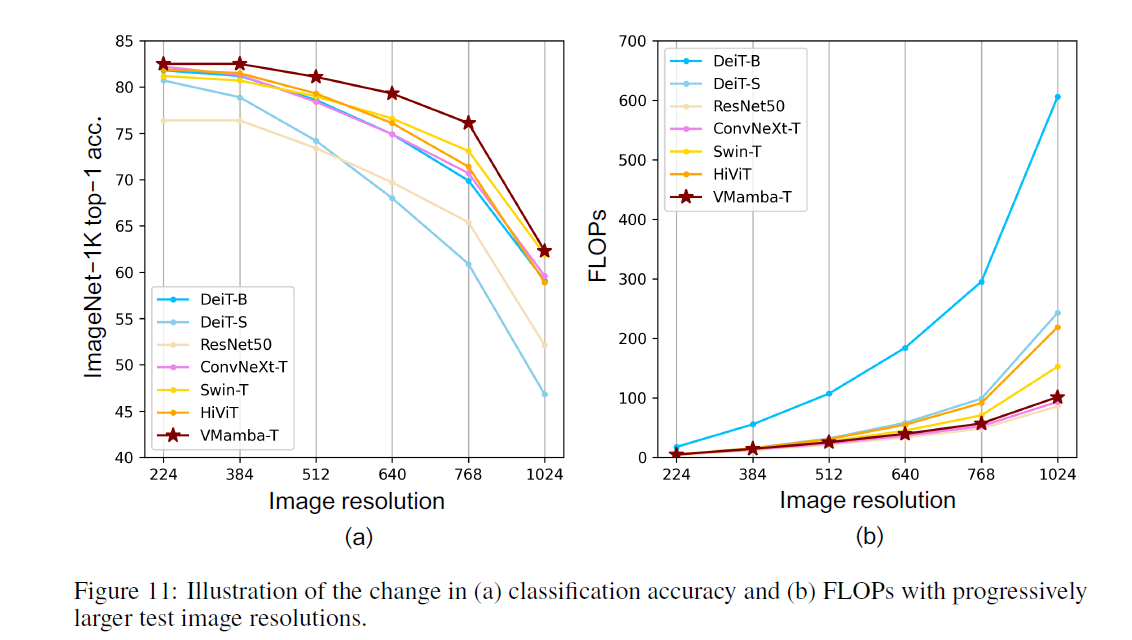 85
80
75
70
65
60
55
50
45
40
ImageNet−1K top−1 acc.
DeiT-B
DeiT-S
ResNet50
ConvNeXt-T
Swin-T
HiViT
VMamba-T
224 384 512 640 768 1024
Image resolution
(a)
700
600
500
400
300
200
100
0
FLOPs
DeiT-B
DeiT-S
ResNet50
ConvNeXt-T
Swin-T
HiViT
VMamba-T
224 384 512 640 768 1024
Image resolution
(b)
Figure 11: Illustration of the change in (a) classification accuracy and (b) FLOPs with progressively
larger test image resolutions.